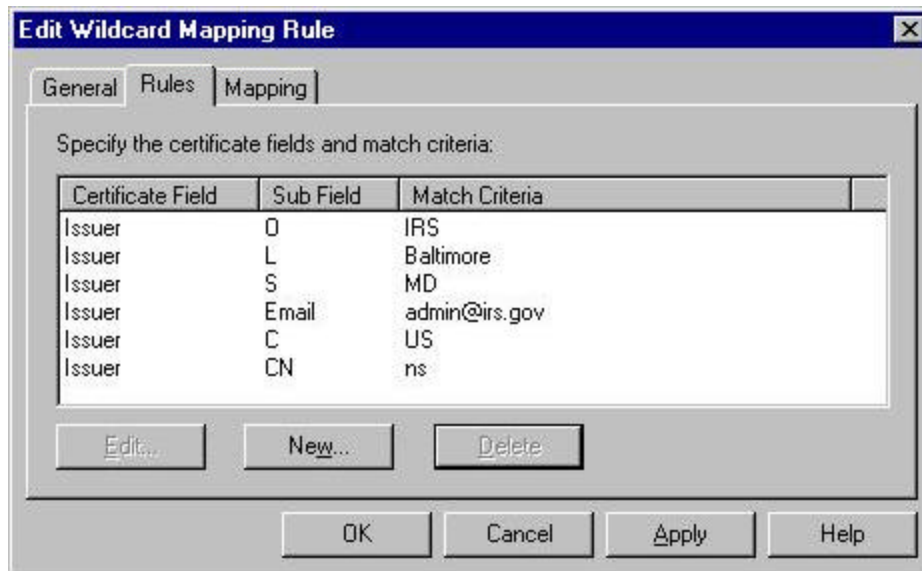 Edit Wildcard Mapping Rule
General Rules Mapping
Specify the certificate fields and match criteria:
Certificate Field Sub Field Match Criteria
Issuer O IRS
Issuer L Baltimore
Issuer S MD
Issuer Email admin@irs.gov
Issuer C US
Issuer CN ns
Edit... New... Delete
OK Cancel Apply Help